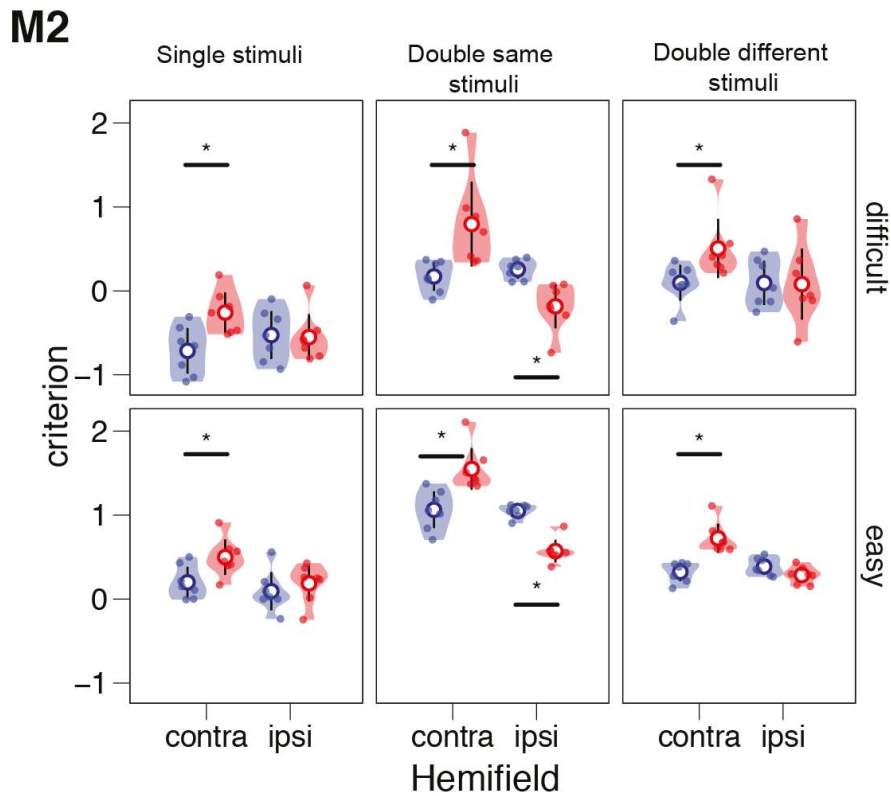 M2
Single stimuli
Double same
stimuli
Double different
stimuli
criterion
2
*
*
*
1
0
*
−1
difficult
2
*
*
*
1
0
*
−1
easy
contra ipsi
contra ipsi
contra ipsi
Hemifield